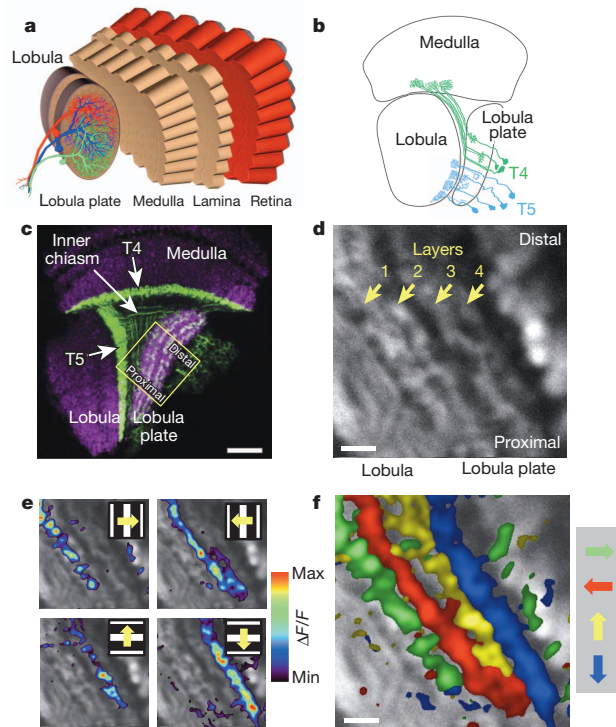 a
Lobula
Lobula plate Medulla Lamina Retina
b
Medulla
Lobula
Lobula
plate
T4
T5
c
Inner
chiasm
T4
Medulla
T5
Distal
Proximal
Lobula
Lobula
plate
d
Distal
Layers
1 2 3 4
Proximal
Lobula Lobula plate
e
Max
ΔF/F
Min
f